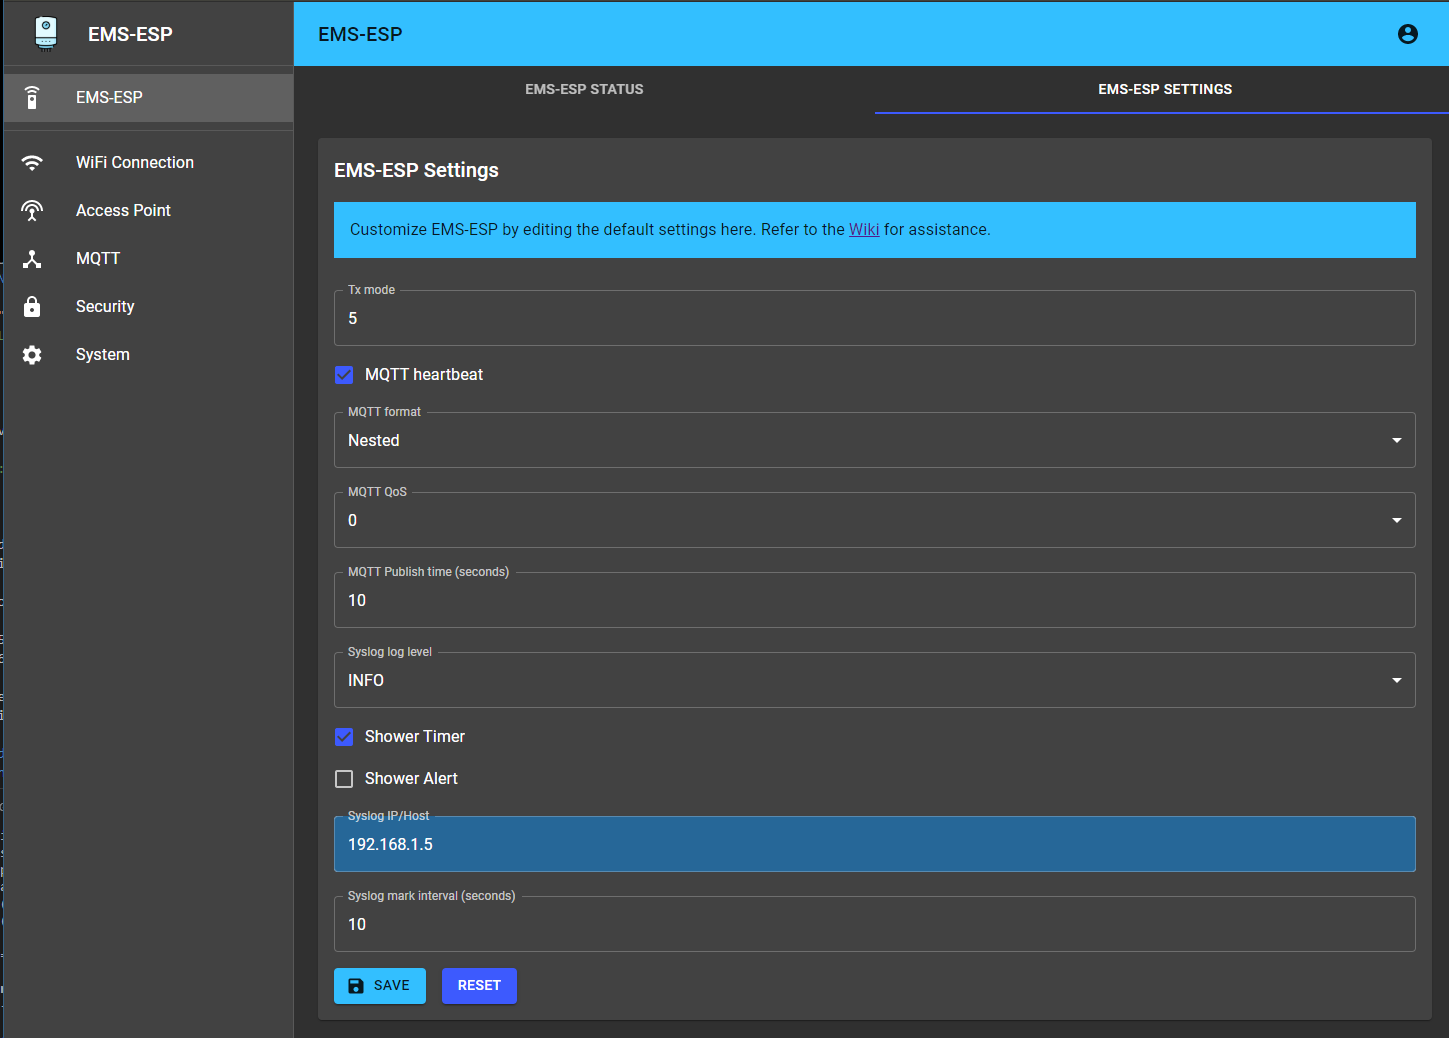 EMS-ESP
EMS-ESP
EMS-ESP
WiFi Connection
Access Point
MQTT
Security
System
EMS-ESP STATUS
EMS-ESP SETTINGS
EMS-ESP Settings
Customize EMS-ESP by editing the default settings here. Refer to the Wiki for assistance.
Tx mode
5
MQTT heartbeat
MQTT format
Nested
MQTT QoS
0
MQTT Publish time (seconds)
10
Syslog log level
INFO
Shower Timer
Shower Alert
Syslog IP/Host
192.168.1.5
Syslog mark interval (seconds)
10
SAVE
RESET